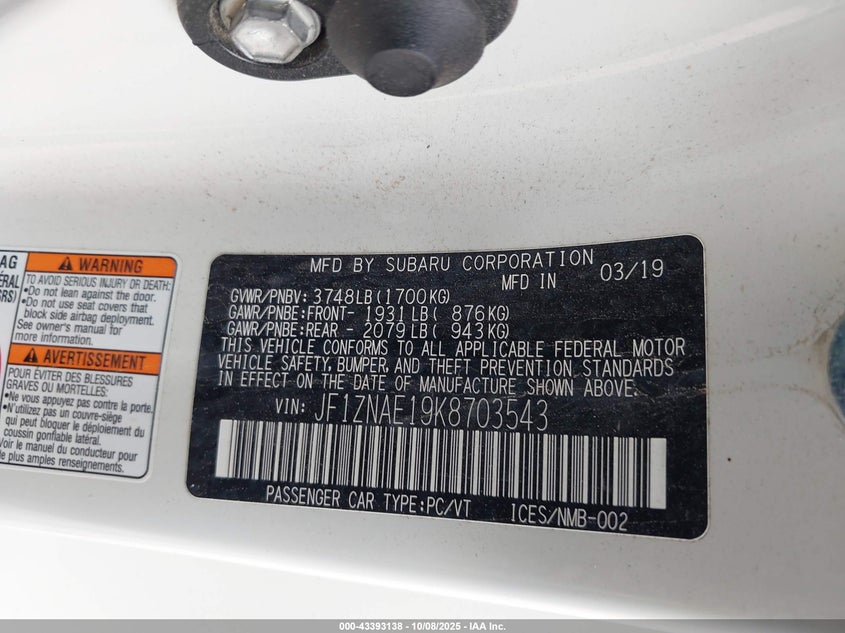 AG
ERAL
GRS)
WARNING
TO AVOID SERIOUS INJURY OR DEATH:
•Do not lean against the door.
•Do not use seat covers that
block side airbag deployment.
See owner's manual for
more information.
AVERTISSEMENT
POUR ÉVITER DES BLESSURES
GRAVES OU MORTELLES:
•Ne vous appuyez pas contre la porte.
•N'utilisez pas un couvre-siège
qui peut bloquer le déploiement du
coussin gonflable latéral.
Voir le manuel du conducteur pour
de plus amples renseignements.
MFD BY SUBARU CORPORATION
MFD IN 03/19
GVWR/PNBV: 3748LB(1700KG)
GAWR/PNBE:FRONT- 1931LB( 876KG)
GAWR/PNBE:REAR - 2079LB( 943KG)
THIS VEHICLE CONFORMS TO ALL APPLICABLE FEDERAL MOTOR
VEHICLE SAFETY, BUMPER, AND THEFT PREVENTION STANDARDS
IN EFFECT ON THE DATE OF MANUFACTURE SHOWN ABOVE.
VIN: JF1ZNAE19K8703543
PASSENGER CAR TYPE:PC/VT ICES/NMB-002
000-43393138 - 10/08/2025 - IAA Inc.